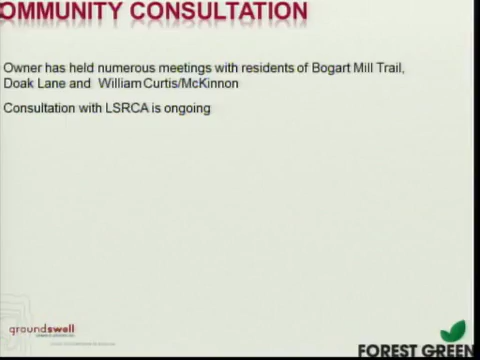 OMMUNITY CONSULTATION
Owner has held numerous meetings with residents of Bogart Mill Trail,
Doak Lane and William Curtis/McKinnon
Consultation with LSRCA is ongoing
groundswell
FOREST GREEN